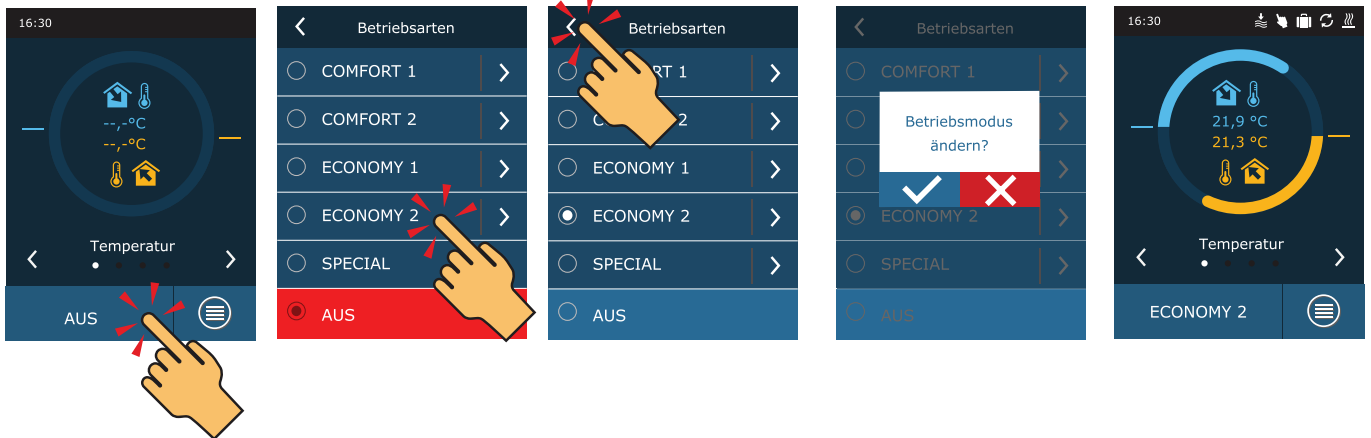 16:30
--,-°C
--,-°C
Temperatur
AUS
Betriebsarten
COMFORT 1
COMFORT 2
ECONOMY 1
ECONOMY 2
SPECIAL
AUS
Betriebsarten
RT 1
C 2
ECONOMY 1
ECONOMY 2
SPECIAL
AUS
Betriebsarten
COMFORT 1
Betriebsmodus
ändern?
ECONOMY 2
SPECIAL
AUS
16:30
21,9 °C
21,3 °C
Temperatur
ECONOMY 2